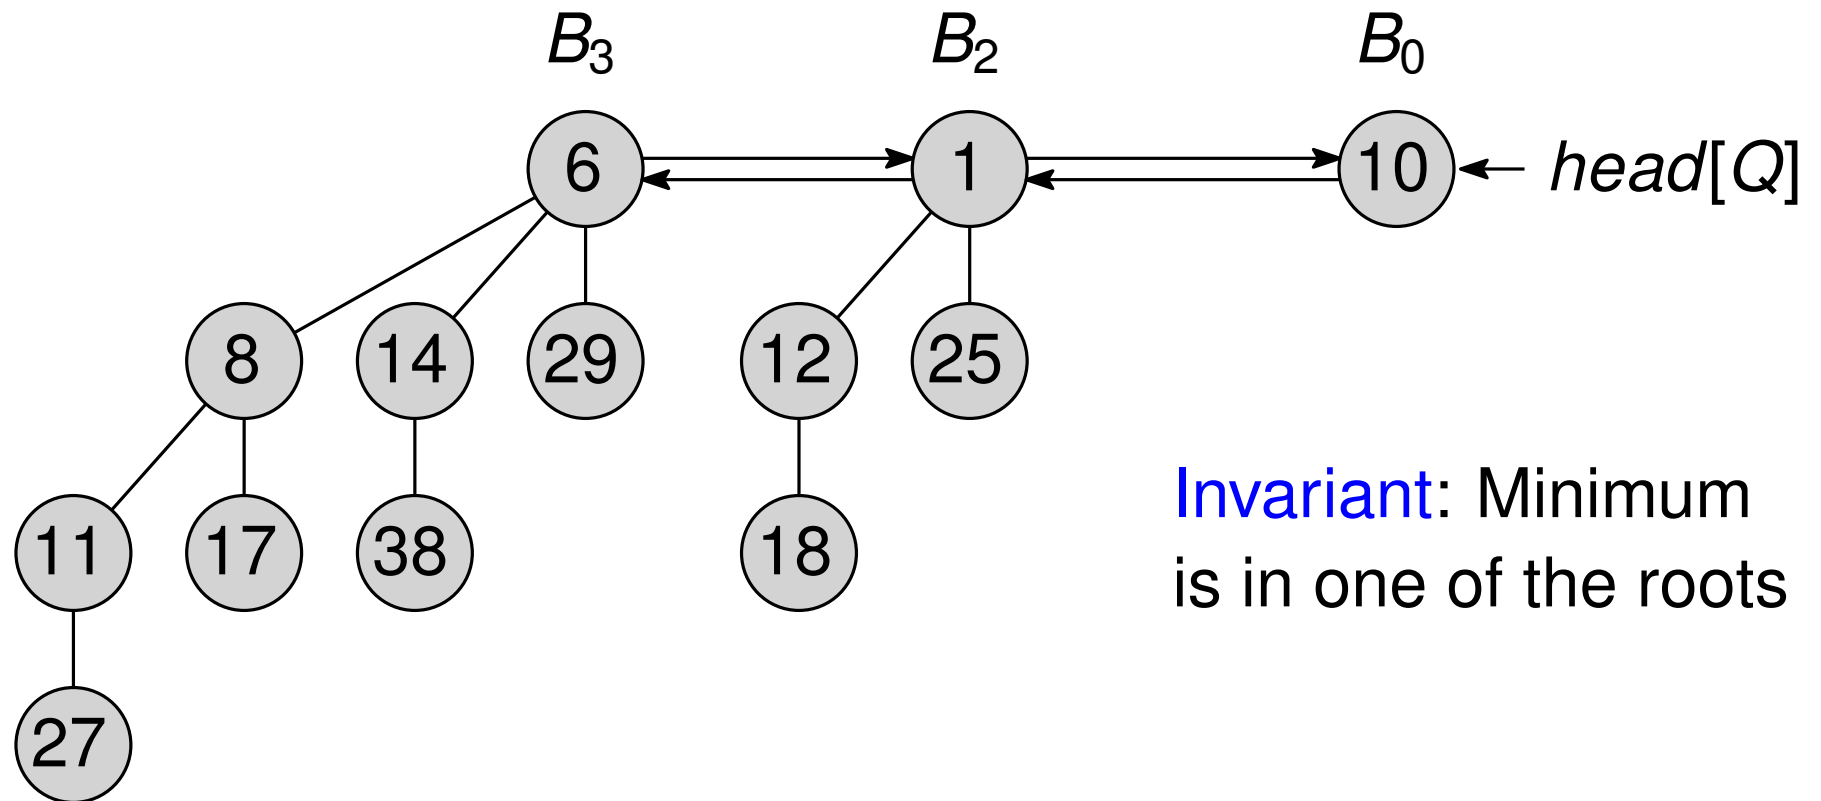 B3 B2 B0
6 1 10 head[Q]
8 14 29 12 25
11 17 38 18
Invariant: Minimum
is in one of the roots
27